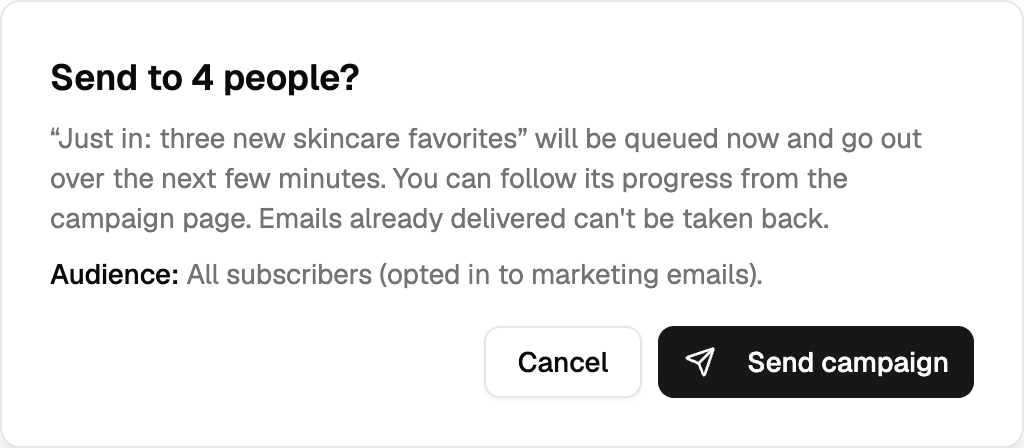 Send to 4 people?
“Just in: three new skincare favorites” will be queued now and go out
over the next few minutes. You can follow its progress from the
campaign page. Emails already delivered can't be taken back.
Audience: All subscribers (opted in to marketing emails).
Cancel
Send campaign